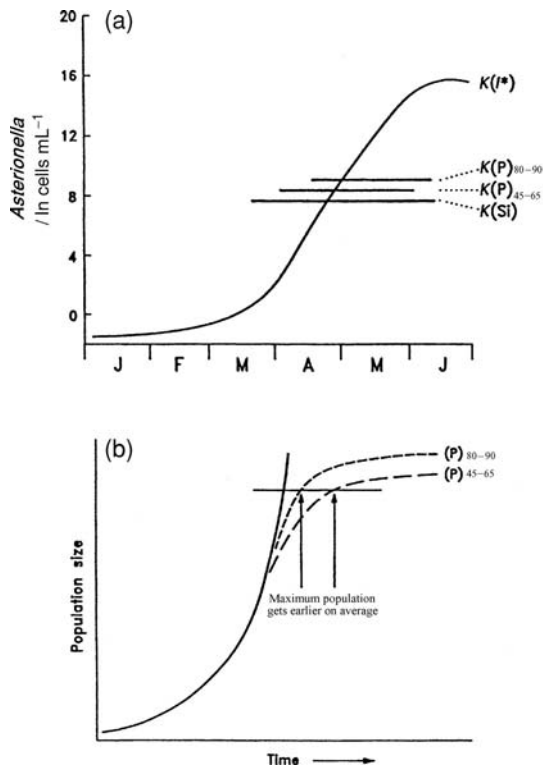 (a)
Asterionella
/ ln cells mL⁻¹
20
16
12
8
4
0
J F M A M J
K(I*)
K(P)80–90
K(P)45–65
K(Si)
(b)
Population size
(P) 80–90
(P) 45–65
Maximum population
gets earlier on average
Time